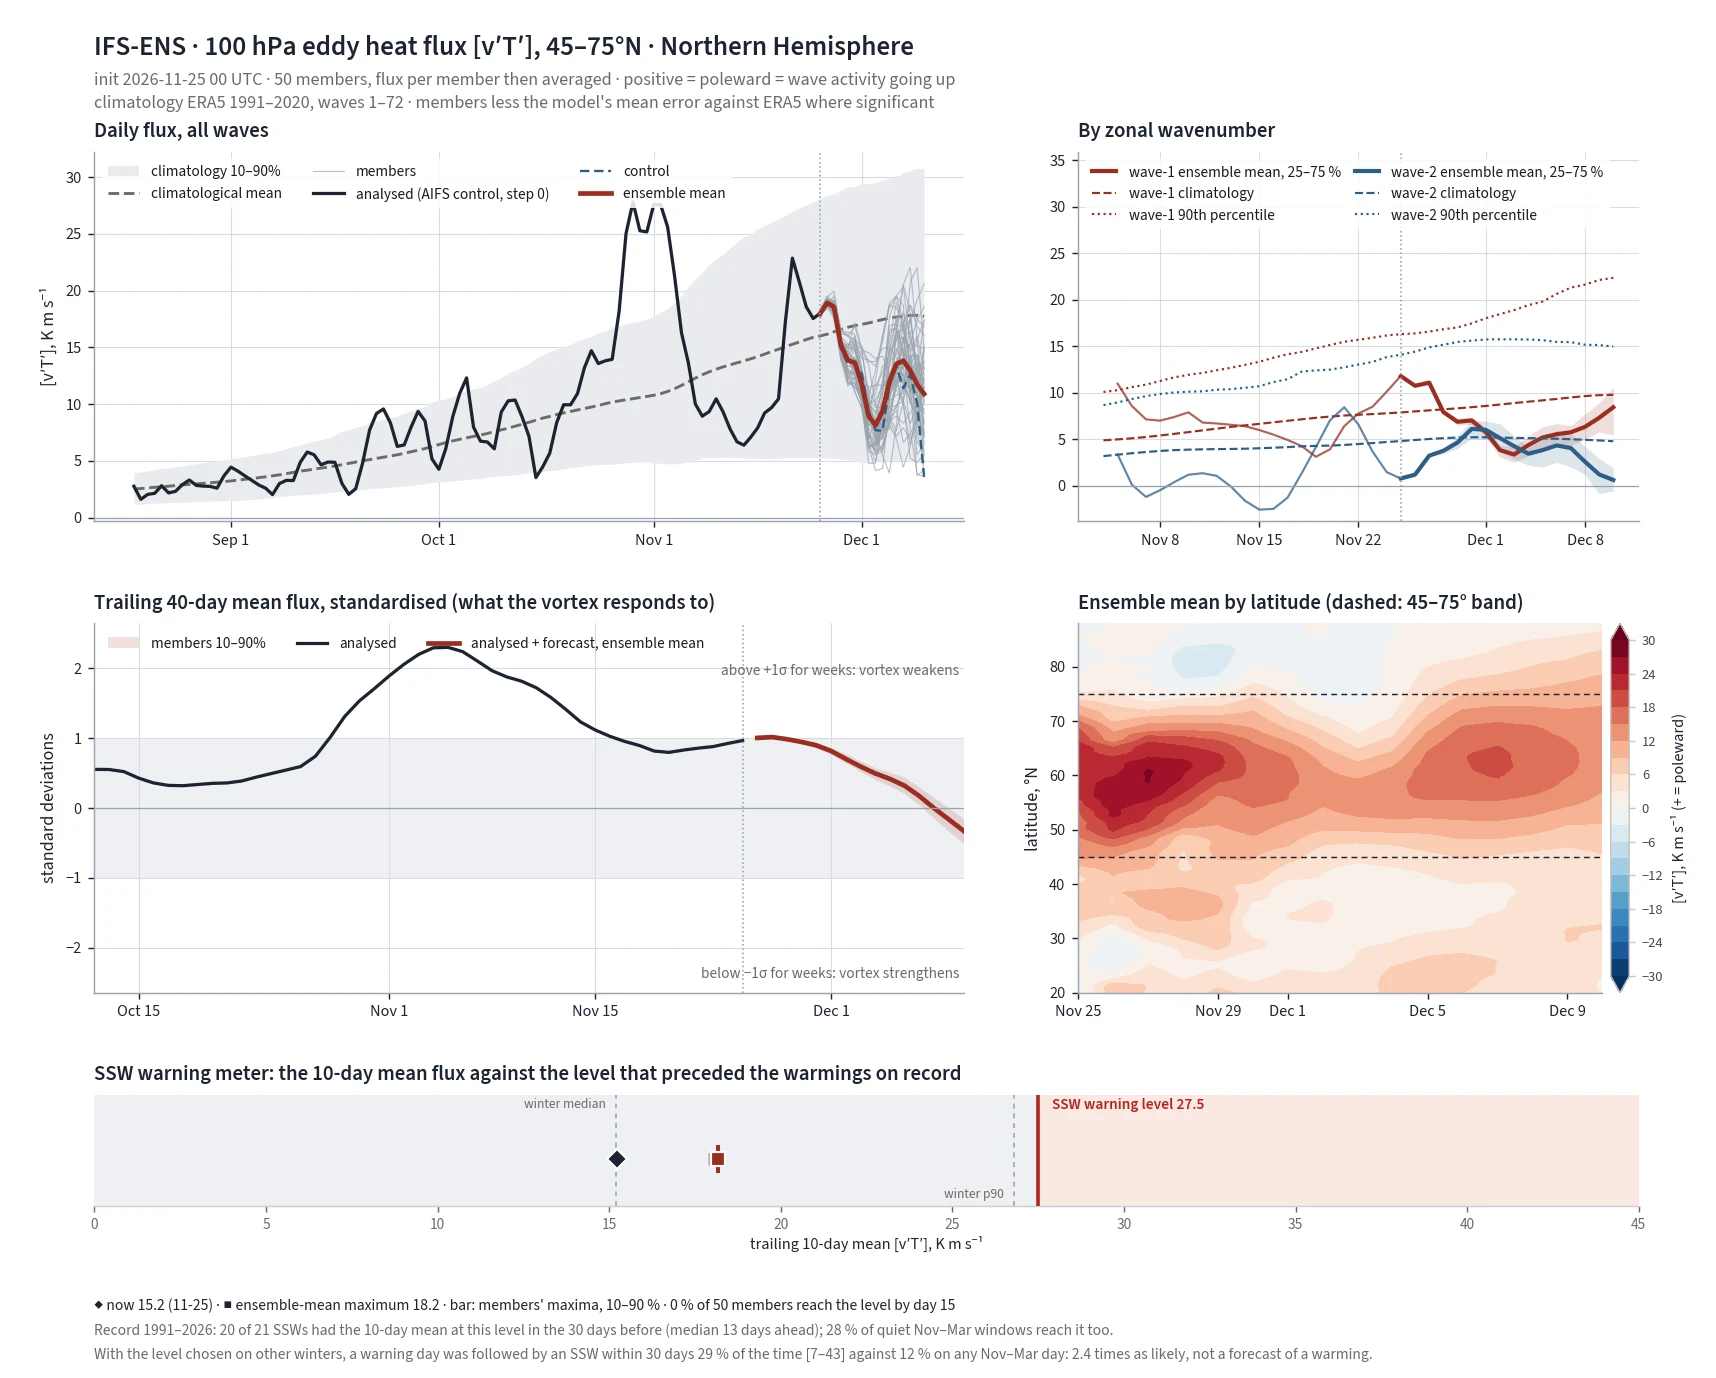 IFS-ENS · 100 hPa eddy heat flux [v′T′], 45–75°N · Northern Hemisphere
init 2026-11-25 00 UTC · 50 members, flux per member then averaged · positive = poleward = wave activity going up
climatology ERA5 1991–2020, waves 1–72 · members less the model's mean error against ERA5 where significant
Daily flux, all waves
climatology 10–90%
members
control
climatological mean
analysed (AIFS control, step 0)
ensemble mean
[v′T′], K m s⁻¹
30
25
20
15
10
5
0
Sep 1
Oct 1
Nov 1
Dec 1
By zonal wavenumber
wave-1 ensemble mean, 25–75 %
wave-2 ensemble mean, 25–75 %
wave-1 climatology
wave-2 climatology
wave-1 90th percentile
wave-2 90th percentile
35
30
25
20
15
10
5
0
Nov 8
Nov 15
Nov 22
Dec 1
Dec 8
Trailing 40-day mean flux, standardised (what the vortex responds to)
members 10–90%
analysed
analysed + forecast, ensemble mean
above +1σ for weeks: vortex weakens
below −1σ for weeks: vortex strengthens
standard deviations
2
1
0
−1
−2
Oct 15
Nov 1
Nov 15
Dec 1
Ensemble mean by latitude (dashed: 45–75° band)
latitude, °N
80
70
60
50
40
30
20
Nov 25
Nov 29
Dec 1
Dec 5
Dec 9
30
24
18
12
6
0
−6
−12
−18
−24
−30
[v′T′], K m s⁻¹ (+ = poleward)
SSW warning meter: the 10-day mean flux against the level that preceded the warmings on record
winter median
SSW warning level 27.5
winter p90
0
5
10
15
20
25
30
35
40
45
trailing 10-day mean [v′T′], K m s⁻¹
◆ now 15.2 (11-25) · ■ ensemble-mean maximum 18.2 · bar: members' maxima, 10–90 % · 0 % of 50 members reach the level by day 15
Record 1991–2026: 20 of 21 SSWs had the 10-day mean at this level in the 30 days before (median 13 days ahead); 28 % of quiet Nov–Mar windows reach it too.
With the level chosen on other winters, a warning day was followed by an SSW within 30 days 29 % of the time [7–43] against 12 % on any Nov–Mar day: 2.4 times as likely, not a forecast of a warming.